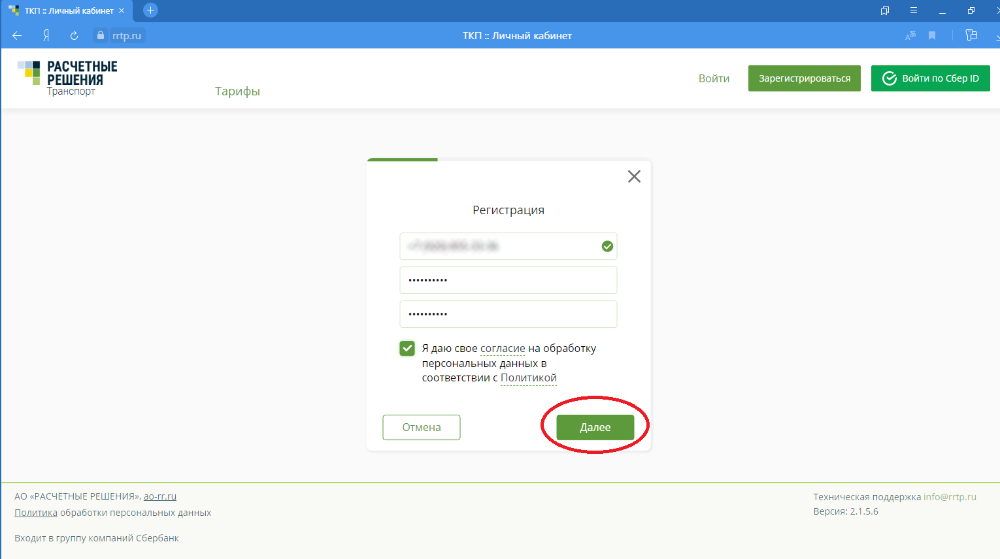 ТКП :: Личный кабинет
rrtp.ru
ТКП :: Личный кабинет
РАСЧЕТНЫЕ
РЕШЕНИЯ
Транспорт
Тарифы
Войти
Зарегистрироваться
Войти по Сбер ID
Регистрация
••••••••••
••••••••••
Я даю свое согласие на обработку
персональных данных в
соответствии с Политикой
Отмена
Далее
АО «РАСЧЕТНЫЕ РЕШЕНИЯ», ao-rr.ru
Политика обработки персональных данных
Входит в группу компаний Сбербанк
Техническая поддержка info@rrtp.ru
Версия: 2.1.5.6